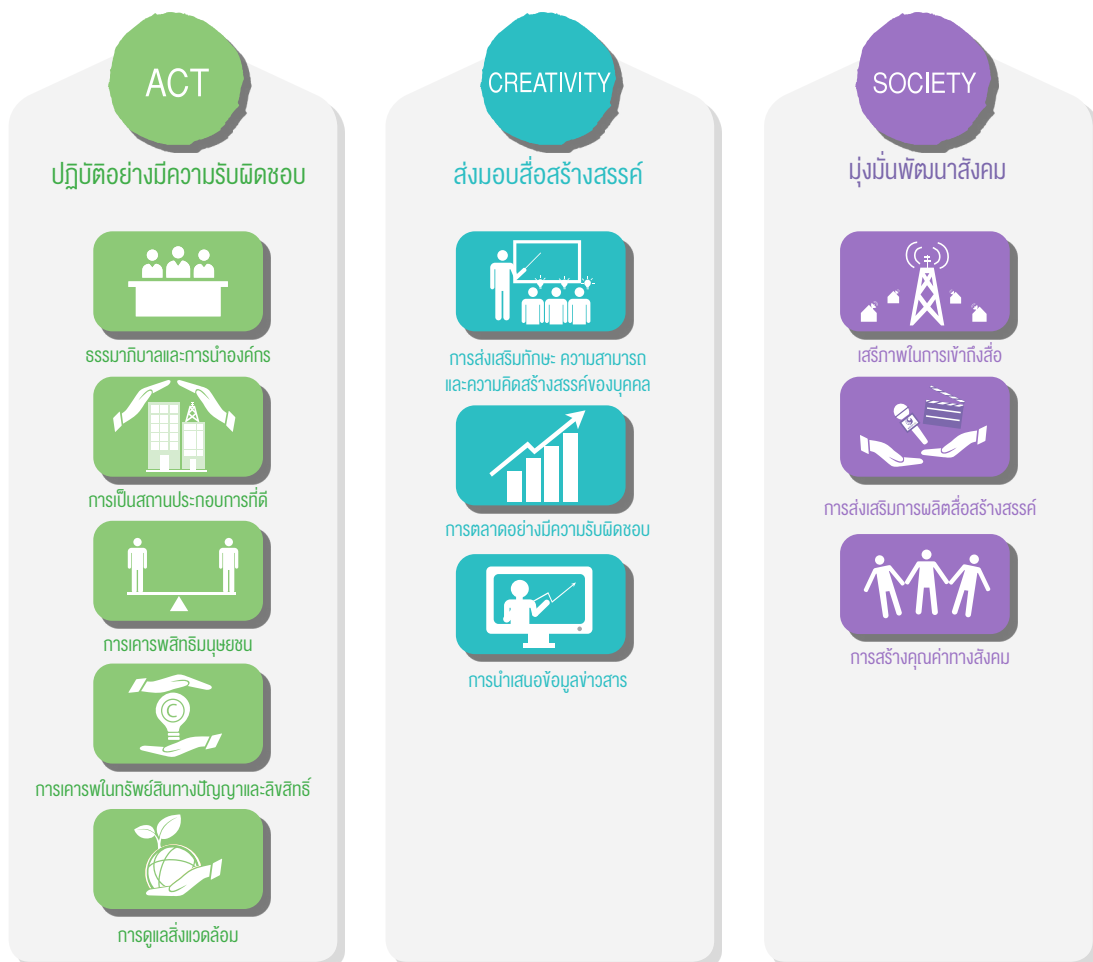 ACT
ปฏิบัติอย่างมีความรับผิดชอบ
ธรรมาภิบาลและการนำองค์กร
การเป็นสถานประกอบการที่ดี
การเคารพสิทธิมนุษยชน
C
การเคารพในทรัพย์สินทางปัญญาและลิขสิทธิ์
การดูแลสิ่งแวดล้อม
CREATIVITY
ส่งมอบสื่อสร้างสรรค์
การส่งเสริมทักษะ ความสามารถ
และความคิดสร้างสรรค์ของบุคคล
การตลาดอย่างมีความรับผิดชอบ
การนำเสนอข้อมูลข่าวสาร
SOCIETY
มุ่งมั่นพัฒนาสังคม
เสรีภาพในการเข้าถึงสื่อ
การส่งเสริมการผลิตสื่อสร้างสรรค์
การสร้างคุณค่าทางสังคม